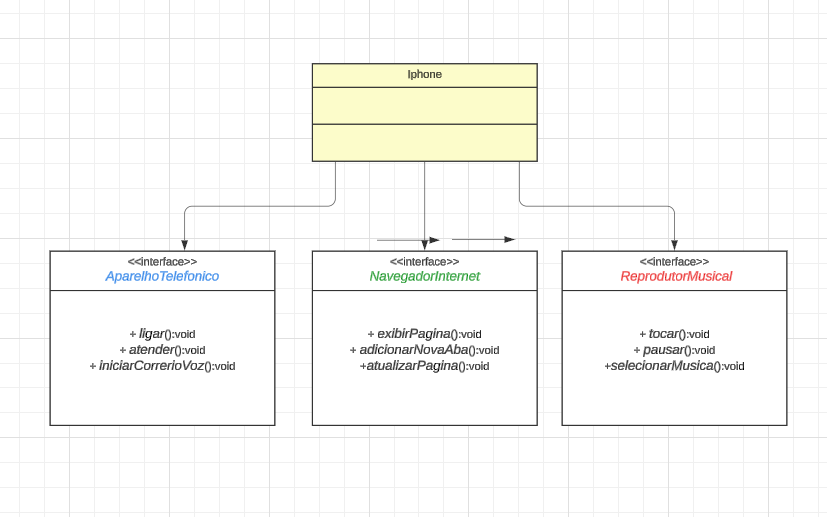 Iphone
<<interface>>
AparelhoTelefonico
+ ligar():void
+ atender():void
+ iniciarCorrerioVoz():void
<<interface>>
NavegadorInternet
+ exibirPagina():void
+ adicionarNovaAba():void
+atualizarPagina():void
<<interface>>
ReprodutorMusical
+ tocar():void
+ pausar():void
+selecionarMusica():void